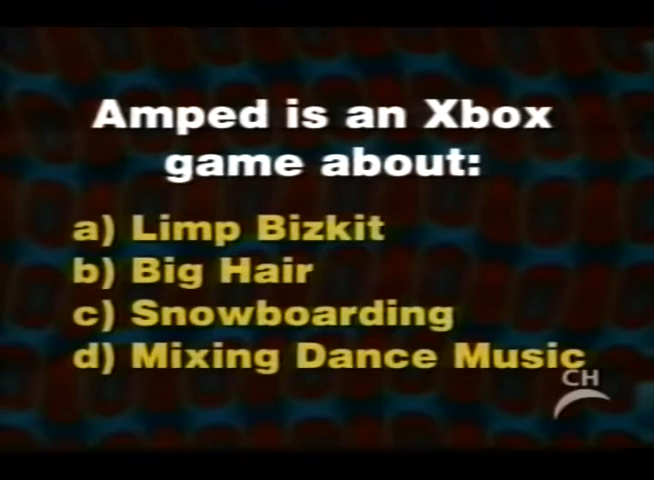 Amped is an Xbox
game about:
a) Limp Bizkit
b) Big Hair
c) Snowboarding
d) Mixing Dance Music
CH